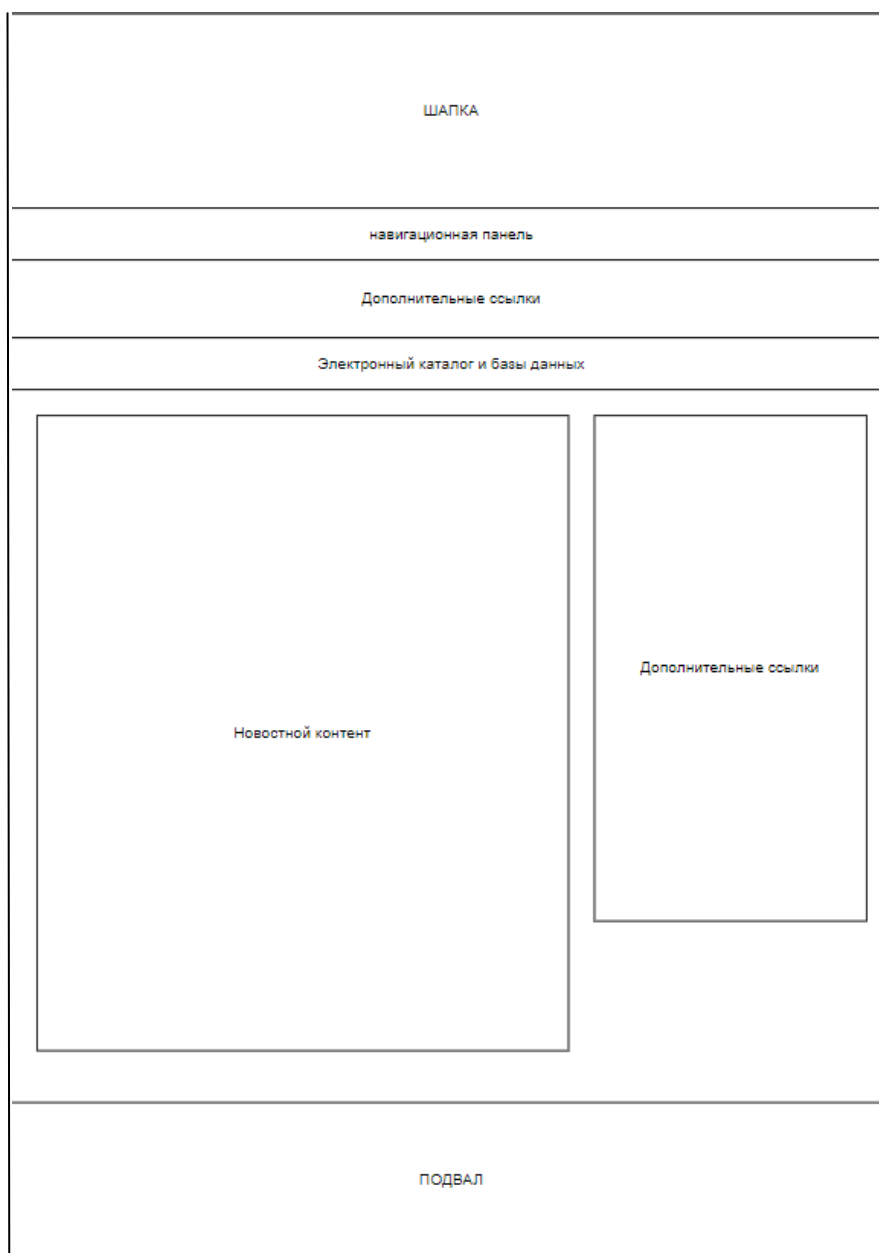 ШАПКА
навигационная панель
Дополнительные ссылки
Электронный каталог и базы данных
Новостной контент
Дополнительные ссылки
ПОДВАЛ